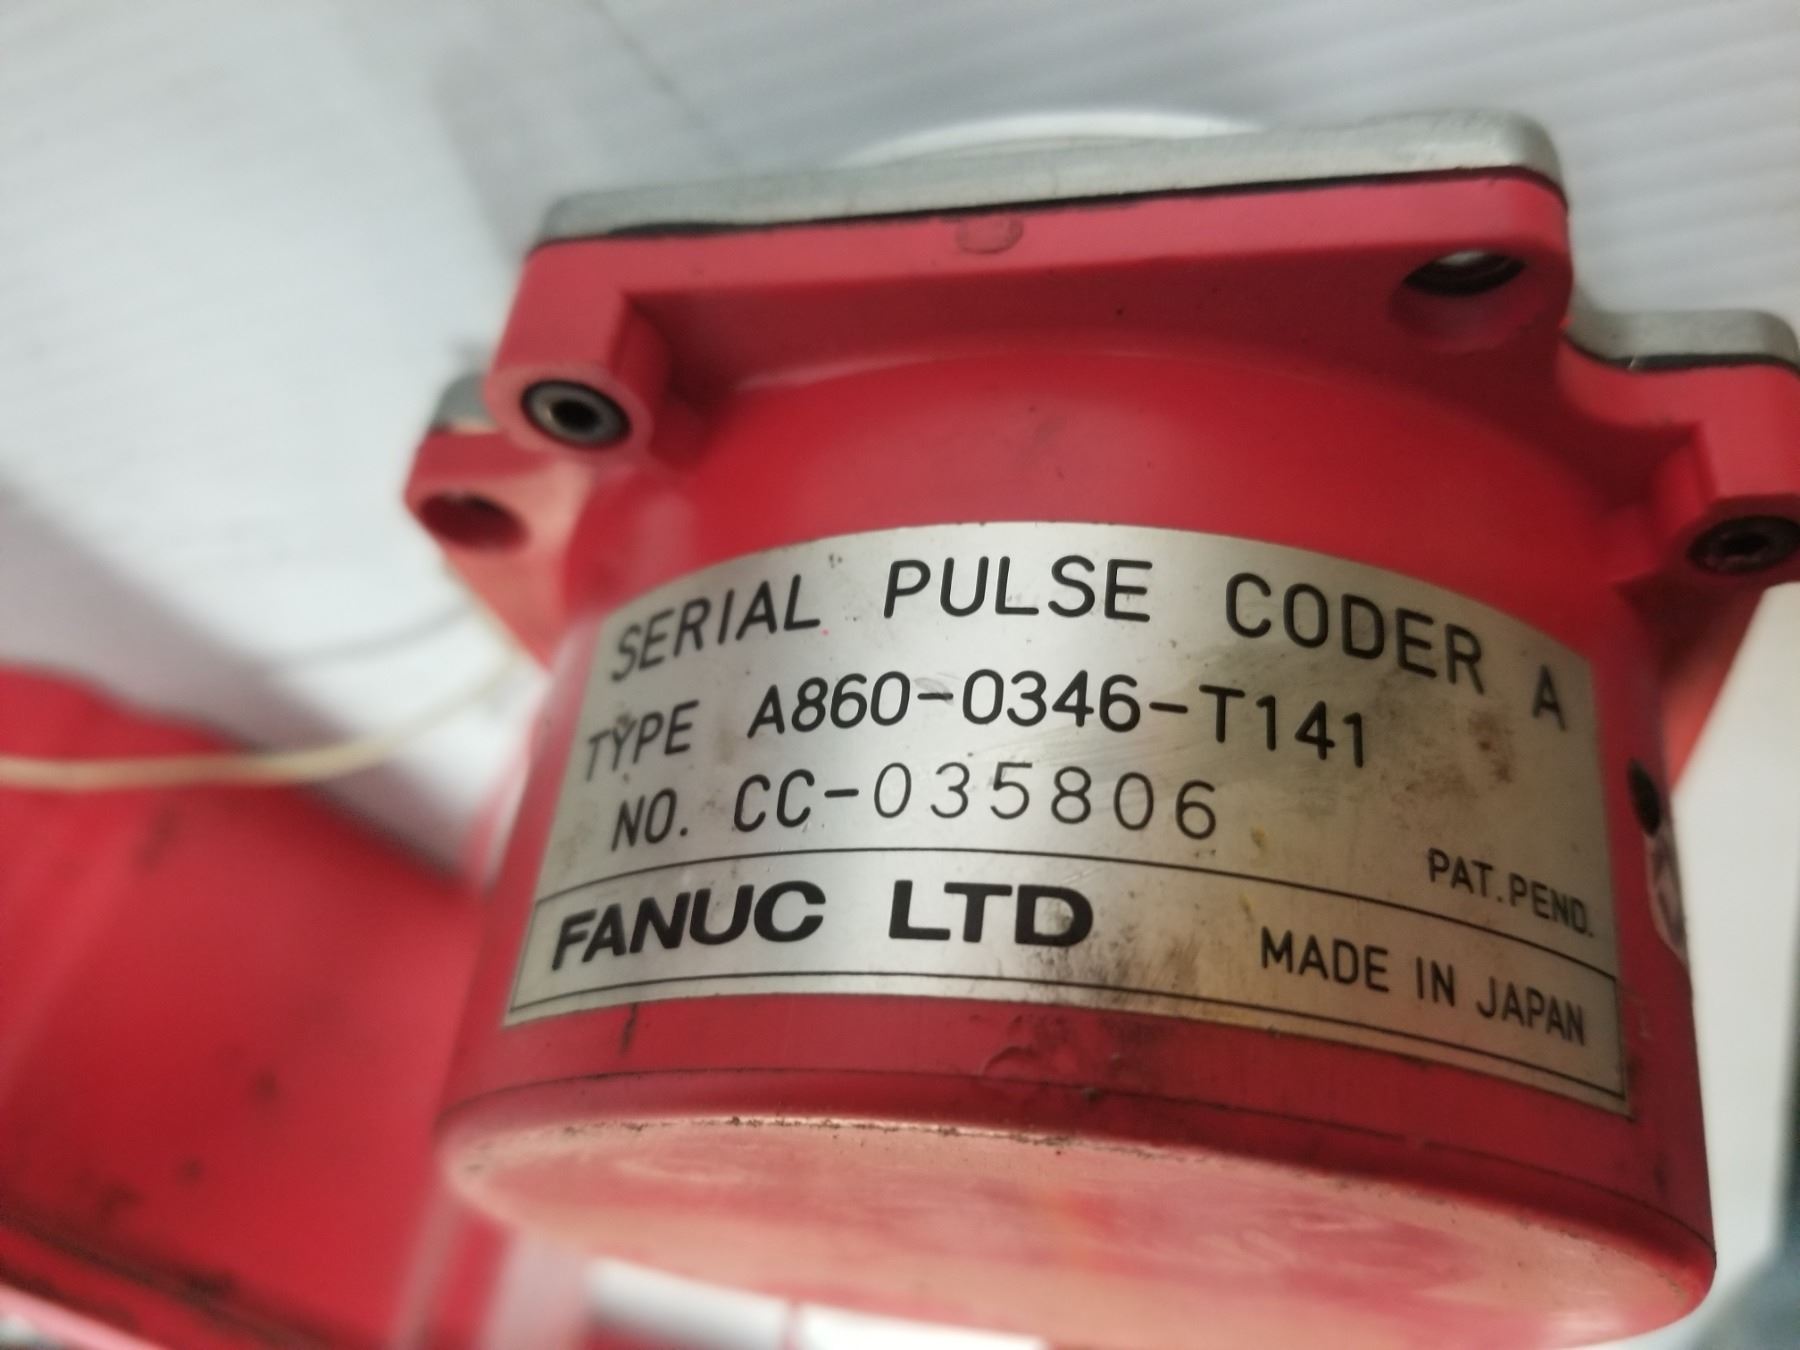 SERIAL PULSE CODER A
TYPE A860-0346-T141
NO. CC-035806
PAT. PEND.
FANUC LTD MADE IN JAPAN